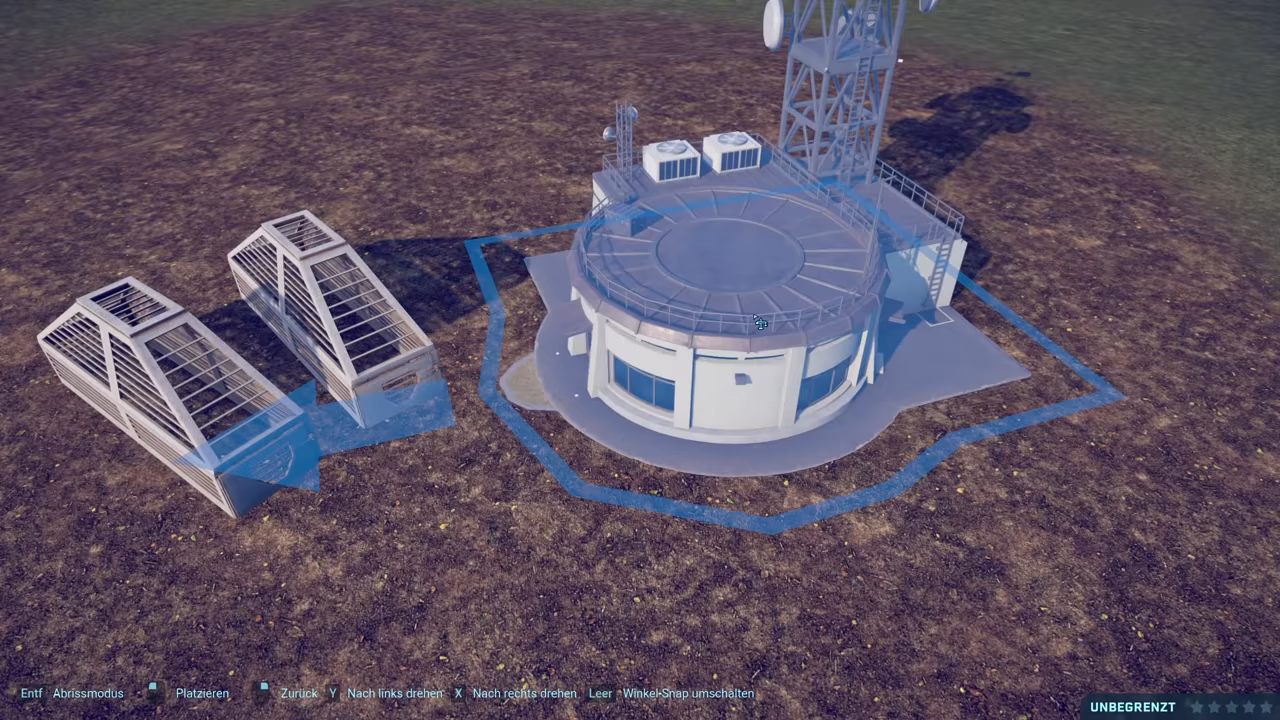 Entf Abrissmodus Platzieren Zurück Y Nach links drehen X Nach rechts drehen Leer Winkel-Snap umschalten
UNBEGRENZT